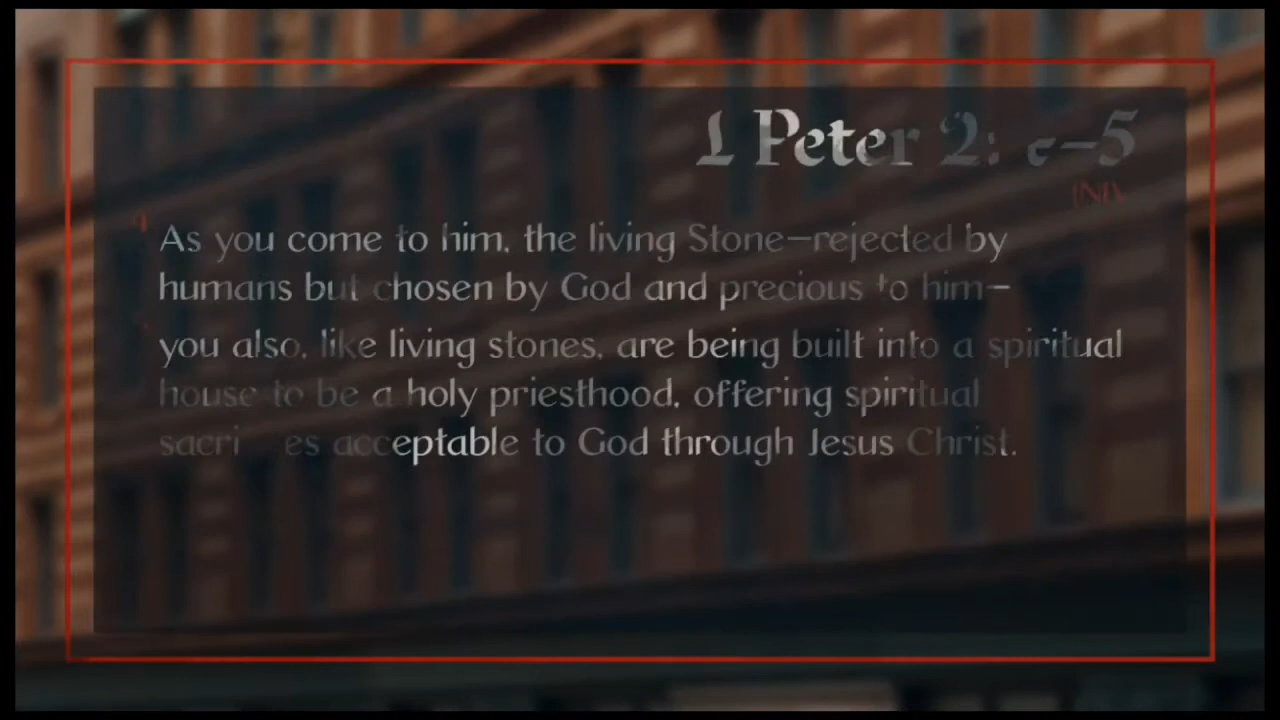 1 Peter 2: -5
As you come to him, the living Stone—rejected by
humans but chosen by God and precious to him—
you also, like living stones, are being built into a spiritual
house to be a holy priesthood, offering spiritual
acceptable to God through Jesus Christ.